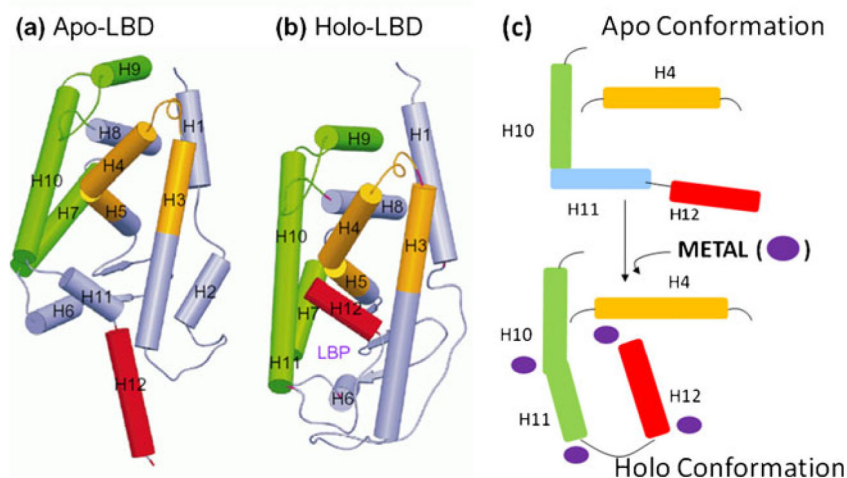 (a) Apo-LBD
H9
H8
H1
H4
H10
H3
H7
H5
H2
H11
H6
H12
(b) Holo-LBD
H1
H9
H8
H10
H4
H3
H5
H12
H7
LBP
H11
H6
(c)
Apo Conformation
H4
H10
H11
H12
METAL ( )
H4
H10
H12
H11
Holo Conformation